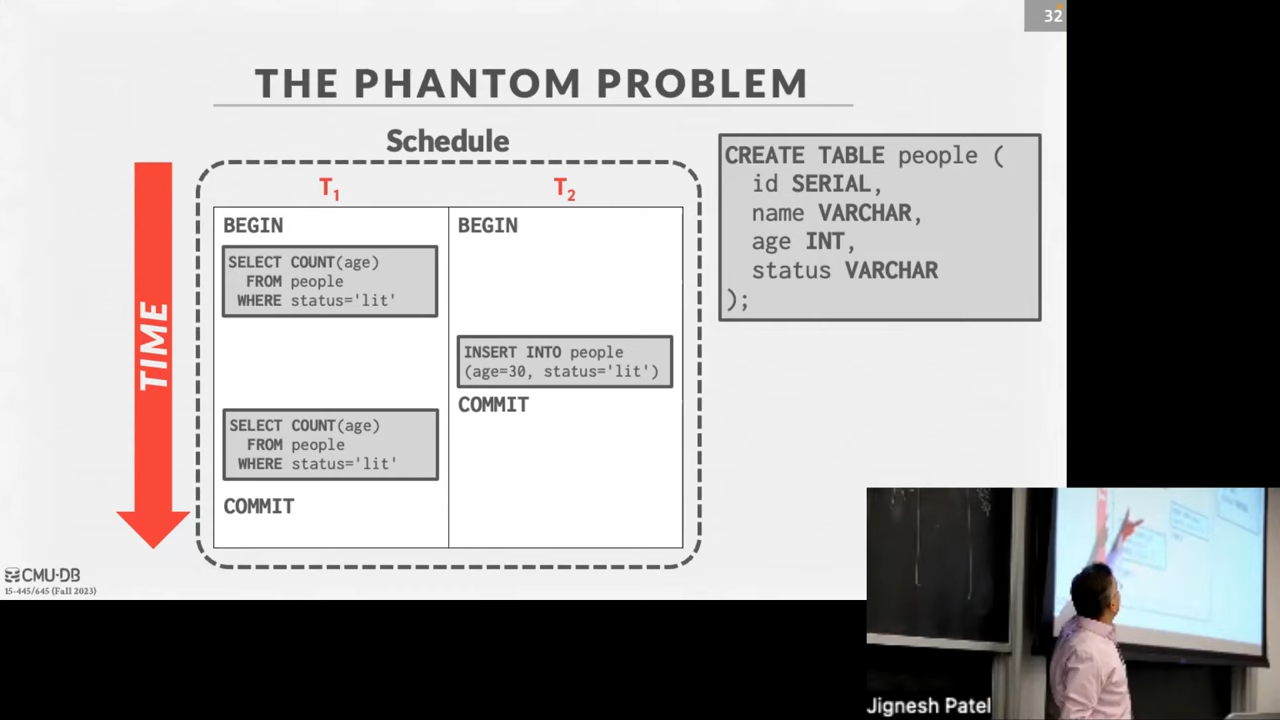 32
THE PHANTOM PROBLEM
Schedule
TIME
T1
T2
BEGIN
SELECT COUNT(age)
FROM people
WHERE status='lit'
SELECT COUNT(age)
FROM people
WHERE status='lit'
COMMIT
BEGIN
INSERT INTO people
(age=30, status='lit')
COMMIT
CREATE TABLE people (
id SERIAL,
name VARCHAR,
age INT,
status VARCHAR
);
CMU·DB
15-445/645 (Fall 2023)
Jignesh Patel